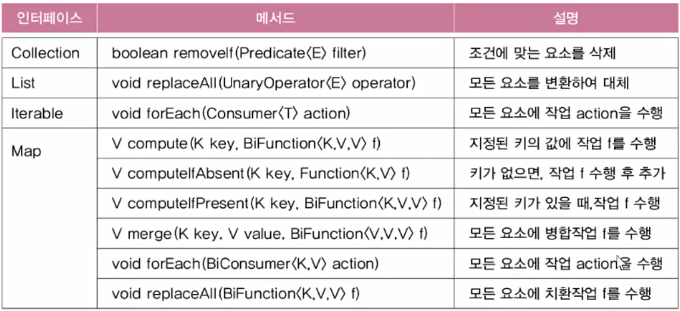 인터페이스 메서드 설명
Collection boolean removeIf(Predicate<E> filter) 조건에 맞는 요소를 삭제
List void replaceAll(UnaryOperator<E> operator) 모든 요소를 변환하여 대체
Iterable void forEach(Consumer<T> action) 모든 요소에 작업 action을 수행
Map V compute(K key, BiFunction<K,V,V> f) 지정된 키의 값에 작업 f를 수행
V computeIfAbsent(K key, Function<K,V> f) 키가 없으면, 작업 f 수행 후 추가
V computeIfPresent(K key, BiFunction<K,V,V> f) 지정된 키가 있을 때,작업 f 수행
V merge(K key, V value, BiFunction<V,V,V> f) 모든 요소에 병합작업 f를 수행
void forEach(BiConsumer<K,V> action) 모든 요소에 작업 action을 수행
void replaceAll(BiFunction<K,V,V> f) 모든 요소에 치환작업 f를 수행